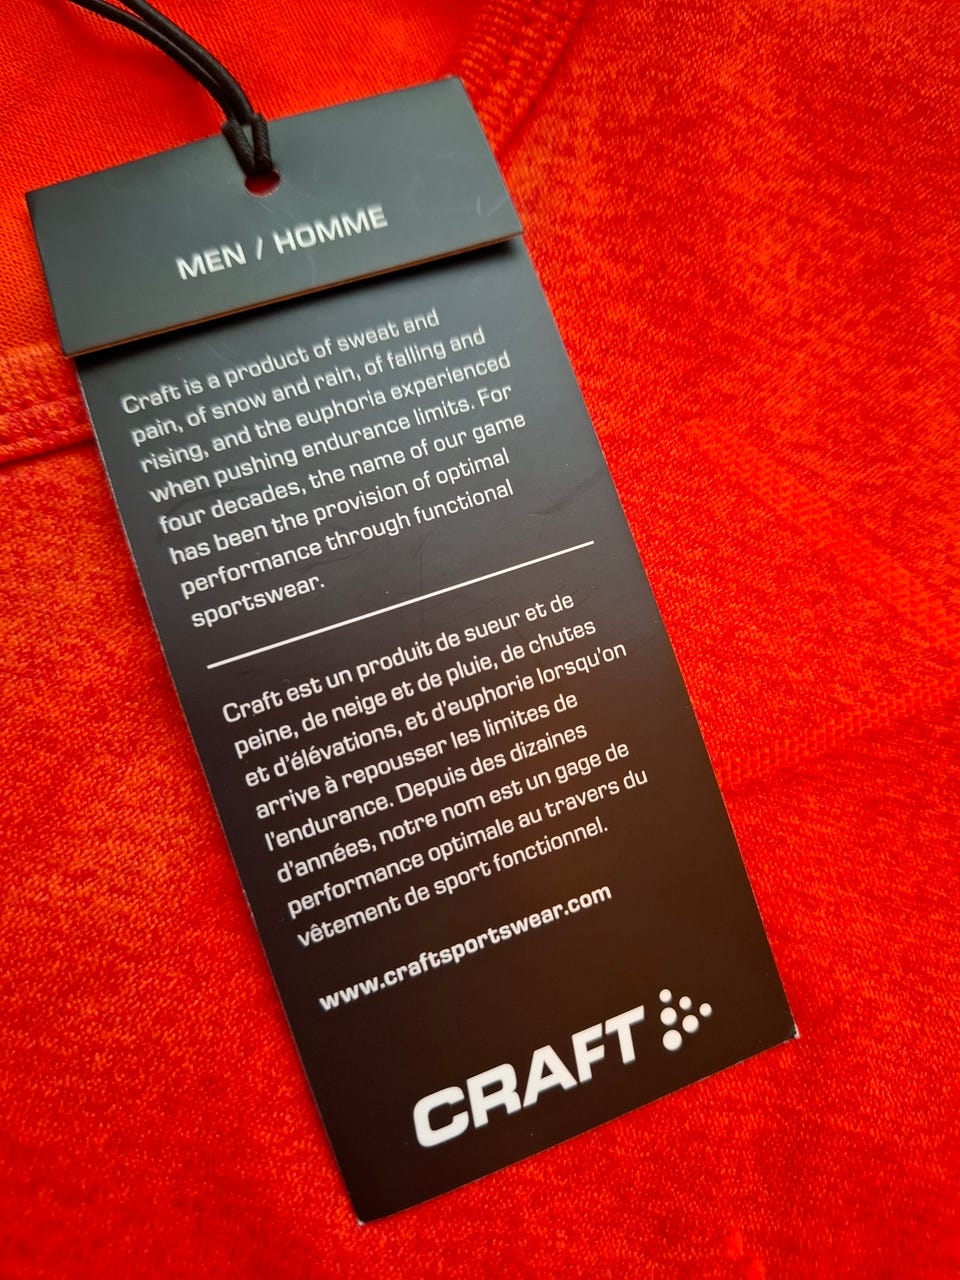 MEN / HOMME
Craft is a product of sweat and
pain, of snow and rain, of falling and
rising, and the euphoria experienced
when pushing endurance limits. For
four decades, the name of our game
has been the provision of optimal
performance through functional
sportswear.
Craft est un produit de sueur et de
peine, de neige et de pluie, de chutes
et d'élévations, et d'euphorie lorsqu'on
arrive à repousser les limites de
l'endurance. Depuis des dizaines
d'années, notre nom est un gage de
performance optimale au travers du
vêtement de sport fonctionnel.
www.craftsportswear.com
CRAFT